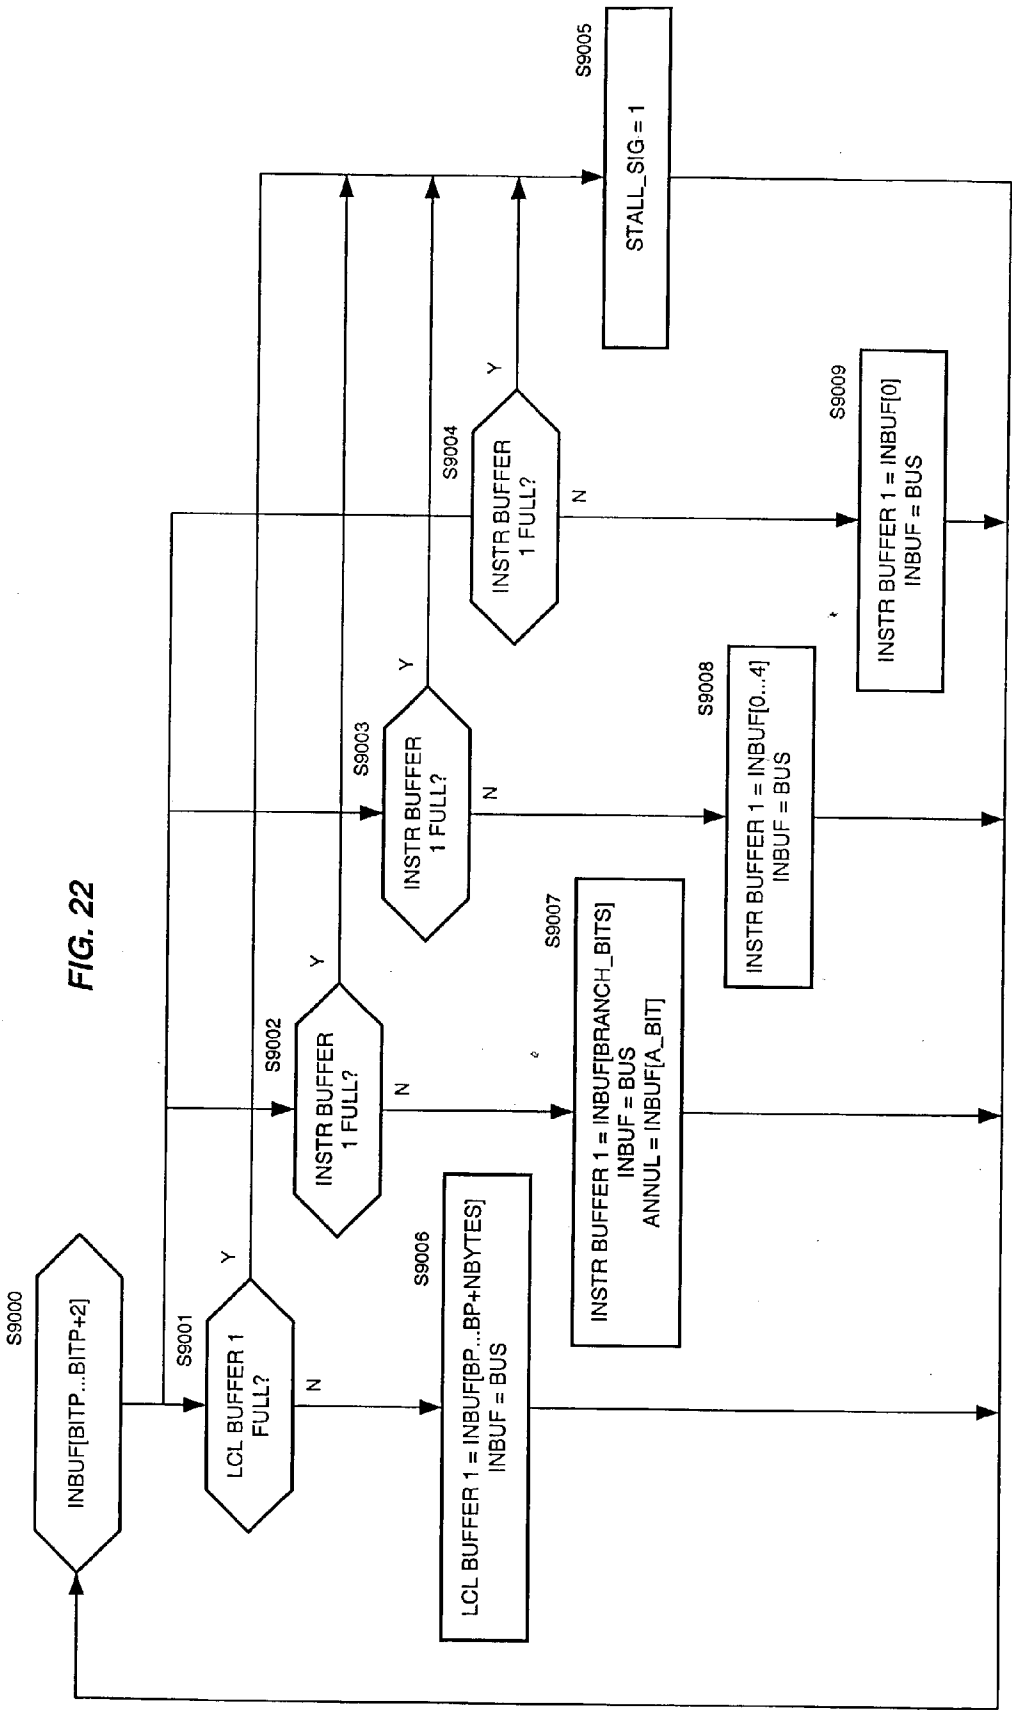 FIG. 22
S9000
INBUF[BITP...BITP+2]
S9001
LCL BUFFER 1
FULL?
Y
N
S9002
INSTR BUFFER
1 FULL?
Y
N
S9003
INSTR BUFFER
1 FULL?
Y
N
S9004
INSTR BUFFER
1 FULL?
Y
N
S9005
STALL_SIG = 1
S9006
LCL BUFFER 1 = INBUF[BP...BP+NBYTES]
INBUF = BUS
S9007
INSTR BUFFER 1 = INBUF[BRANCH_BITS]
INBUF = BUS
ANNUL = INBUF[A_BIT]
S9008
INSTR BUFFER 1 = INBUF[0...4]
INBUF = BUS
S9009
INSTR BUFFER 1 = INBUF[0]
INBUF = BUS